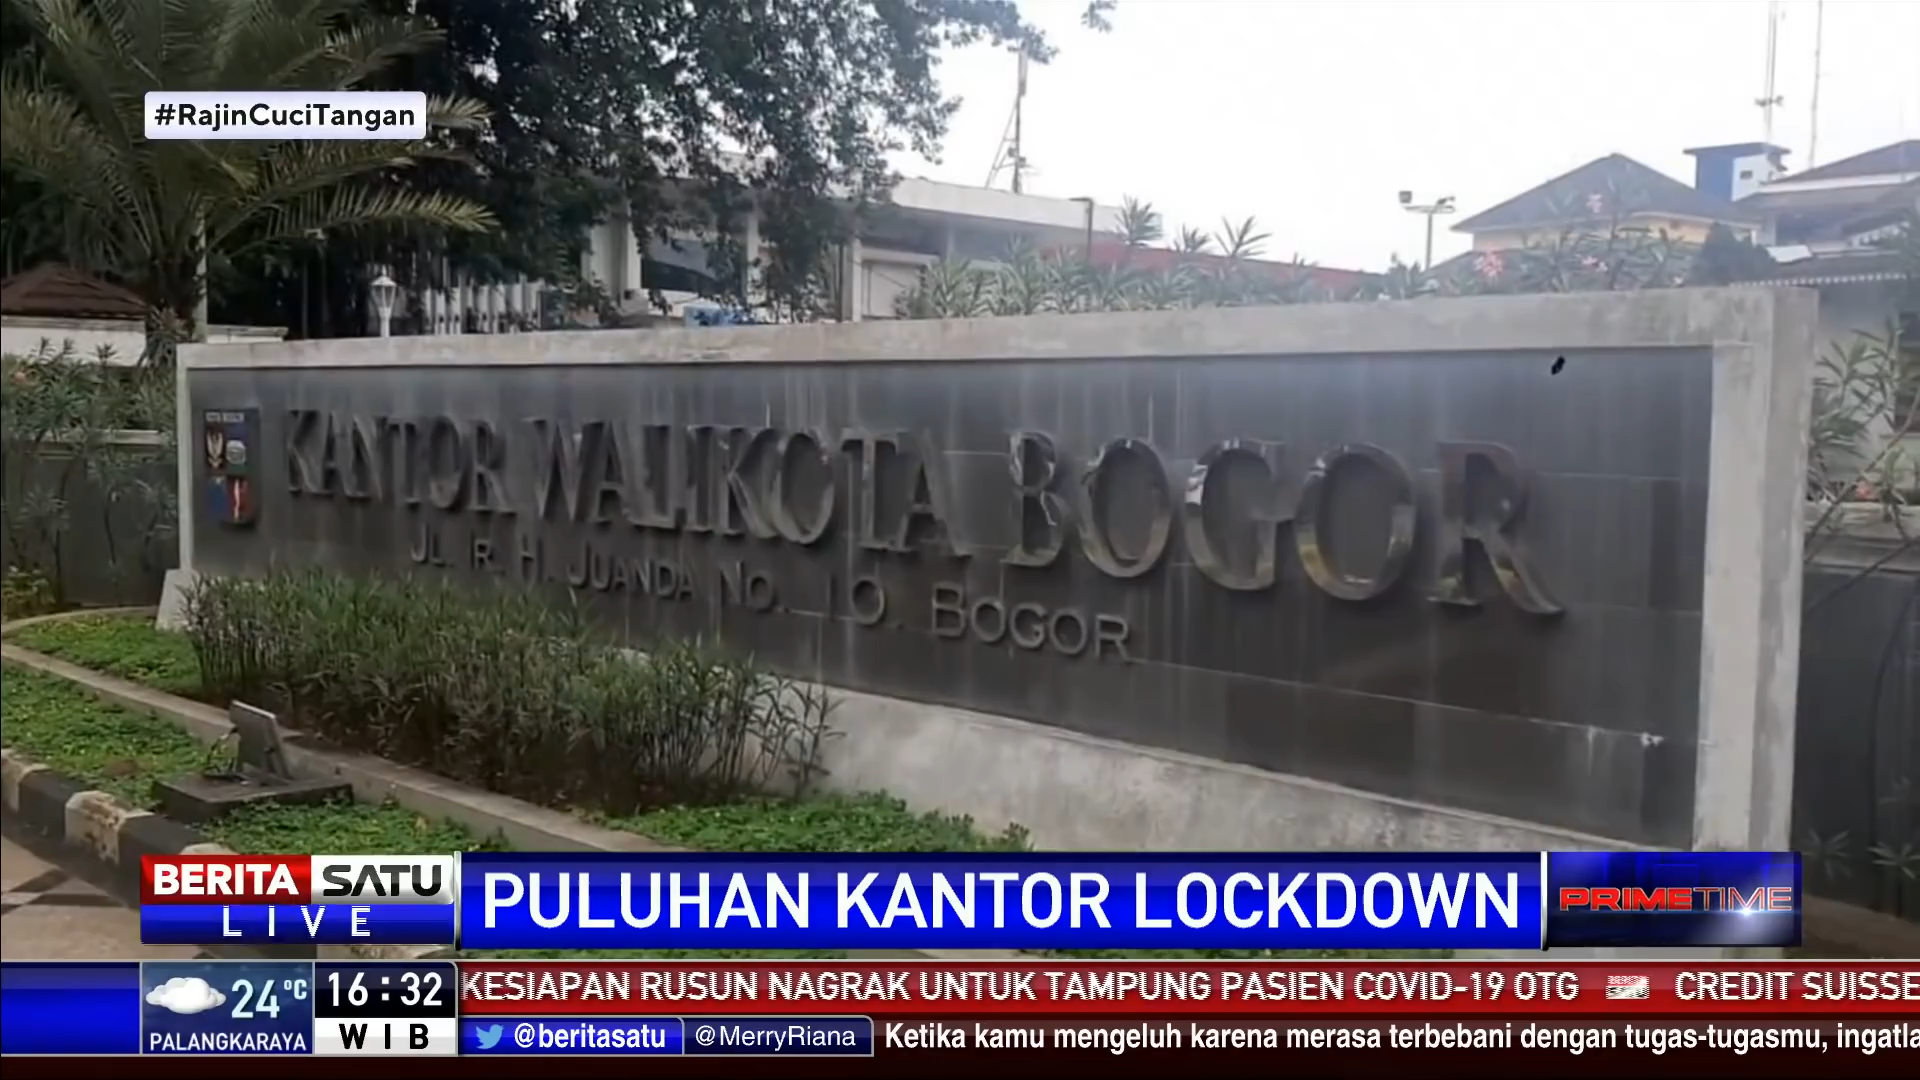 #RajinCuciTangan
KANTOR WALIKOTA BOGOR
JL. IR. H. JUANDA NO. 10. BOGOR
BERITA SATU
LIVE
PULUHAN KANTOR LOCKDOWN
PRIMETIME
24°C
PALANGKARAYA
16:32
WIB
KESIAPAN RUSUN NAGRAK UNTUK TAMPUNG PASIEN COVID-19 OTG CREDIT SUISSE
@beritasatu
@MerryRiana
Ketika kamu mengeluh karena merasa terbebani dengan tugas-tugasmu, ingatla